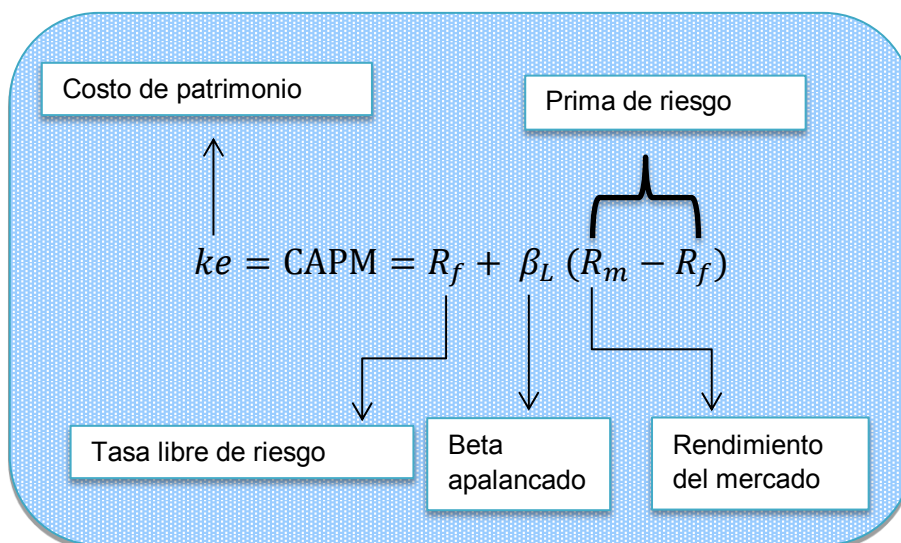 Costo de patrimonio
Prima de riesgo
ke = CAPM = R_f + β_L (R_m − R_f)
Tasa libre de riesgo
Beta
apalancado
Rendimiento
del mercado